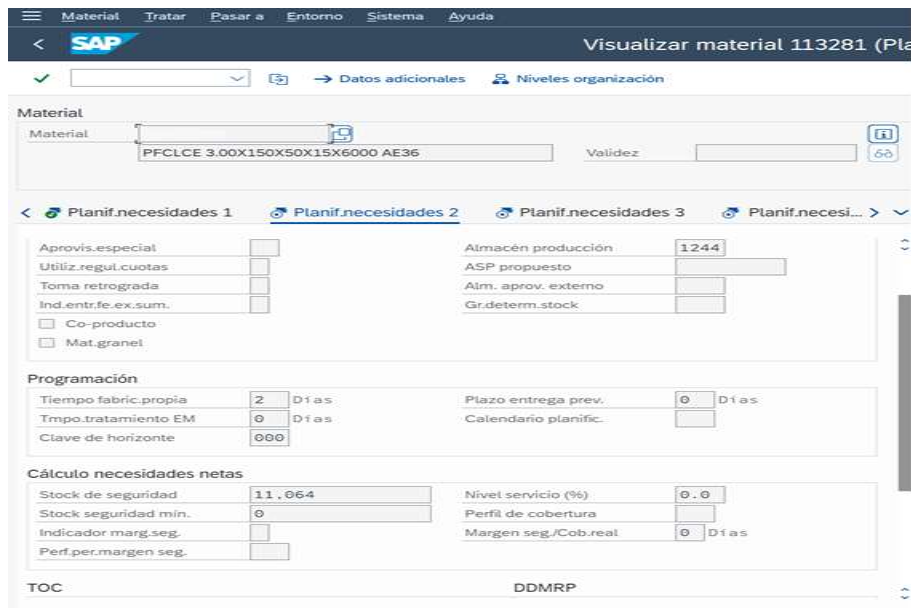 Material Tratar Pasar a Entorno Sistema Ayuda
SAP Visualizar material 113281 (Pla
Datos adicionales Niveles organización
Material
Material
PFCLCE 3.00X150X50X15X6000 AE36 Validez
Planif.necesidades 1 Planif.necesidades 2 Planif.necesidades 3 Planif.necesi...
Aprovis.especial Almacén producción 1244
Utiliz.regul.cuotas ASP propuesto
Toma retrograda Alm. aprov. externo
Ind.entr.fe.ex.sum. Gr.determ.stock
Co-producto
Mat.granel
Programación
Tiempo fabric.propia 2 Días Plazo entrega prev. 0 Días
Tmpo.tratamiento EM 0 Días Calendario planific.
Clave de horizonte 000
Cálculo necesidades netas
Stock de seguridad 11,064 Nivel servicio (%) 0.0
Stock seguridad mín. 0 Perfil de cobertura
Indicador marg.seg. Margen seg./Cob.real 0 Días
Perf.per.margen seg.
TOC DDMRP